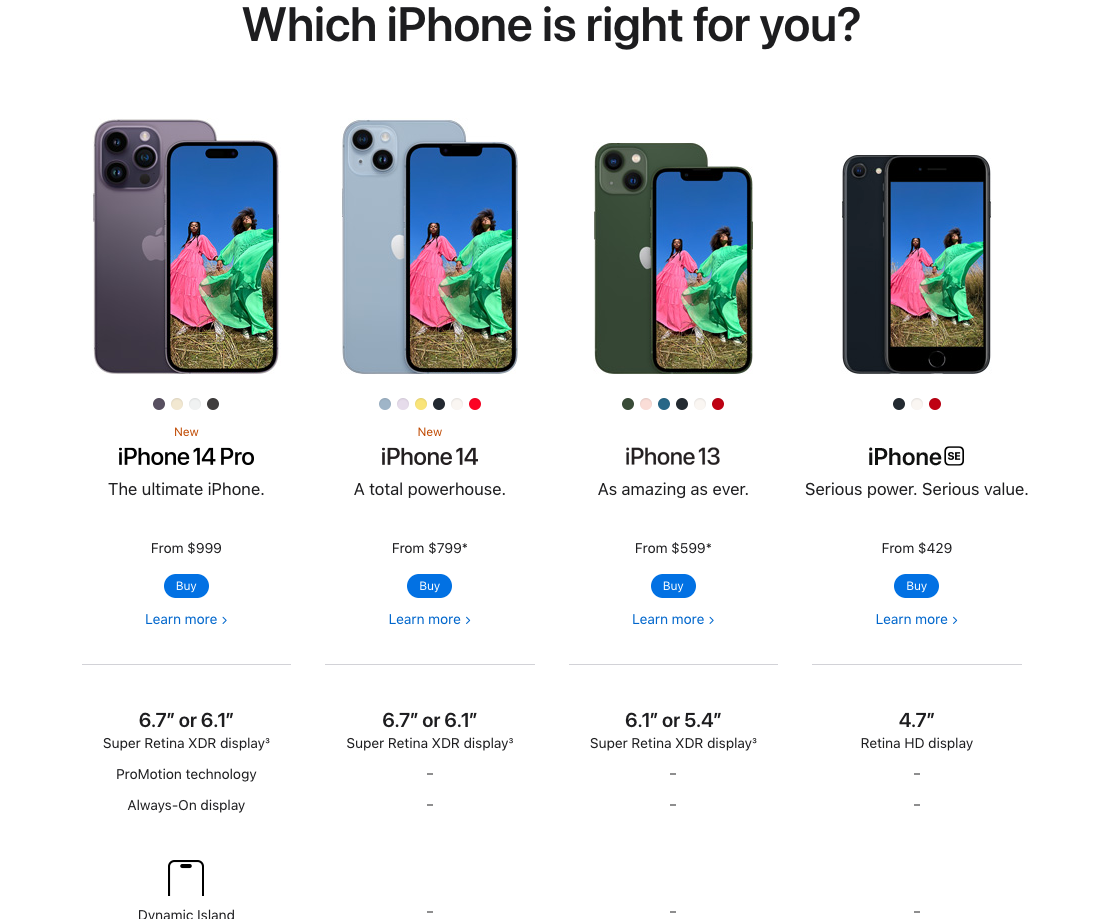 Which iPhone is right for you?
New
New
iPhone 14 Pro
iPhone 14
iPhone 13
iPhone SE
The ultimate iPhone.
A total powerhouse.
As amazing as ever.
Serious power. Serious value.
From $999
From $799*
From $599*
From $429
Buy
Buy
Buy
Buy
Learn more >
Learn more >
Learn more >
Learn more >
6.7″ or 6.1″
6.7″ or 6.1″
6.1″ or 5.4″
4.7″
Super Retina XDR display³
Super Retina XDR display³
Super Retina XDR display³
Retina HD display
ProMotion technology
–
–
–
Always-On display
–
–
–
Dynamic Island
–
–
–